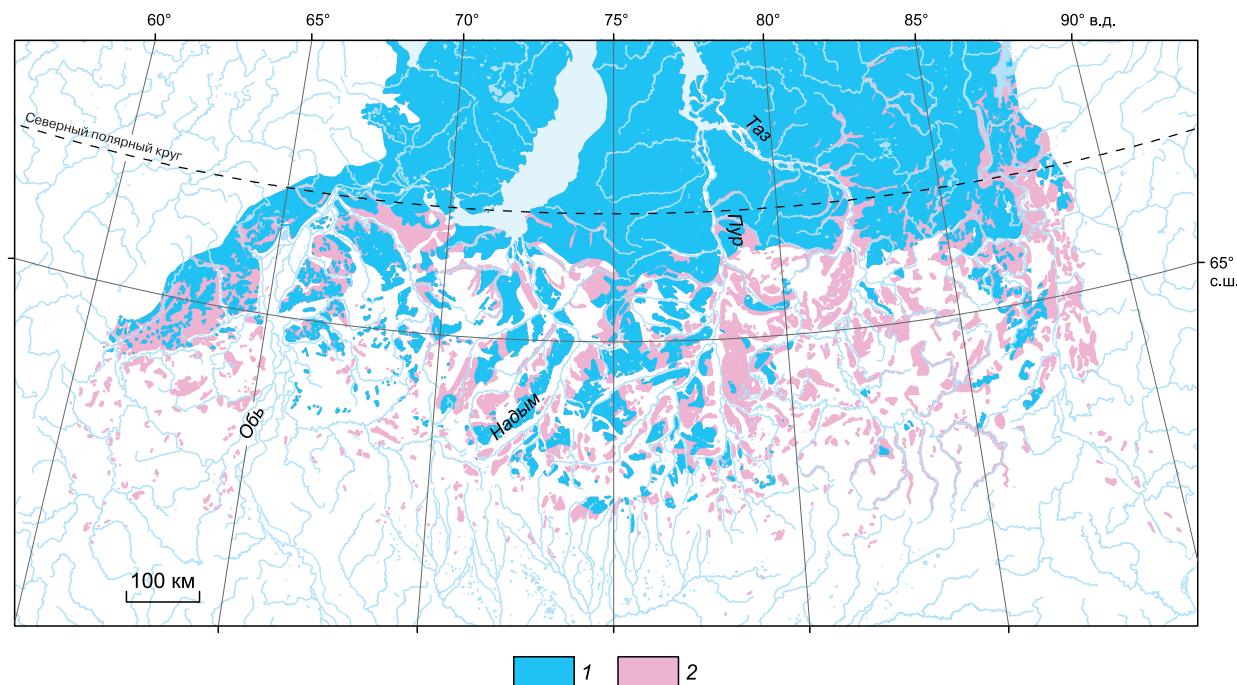 60° 65° 70° 75° 80° 85° 90° в.д.
Северный полярный круг
Таз
Пур
65°
с.ш.
Обь
Надым
100 км
1 2